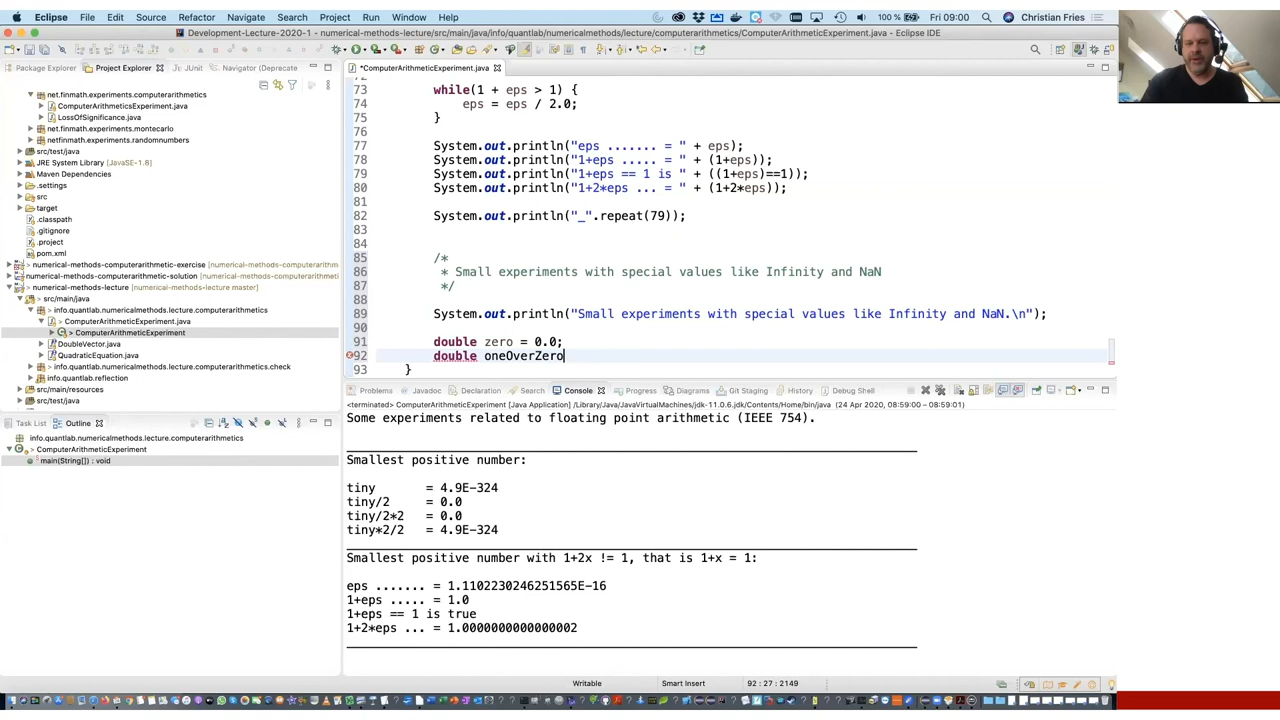 Eclipse File Edit Source Refactor Navigate Search Project Run Window Help 100 % Fri 09:00 Christian Fries
Development-Lecture-2020-1 - numerical-methods-lecture/src/main/java/info/quantlab/numericalmethods/lecture/computerarithmetics/ComputerArithmeticExperiment.java - Eclipse IDE
Package Explorer Project Explorer JUnit Navigator (Deprecate
net.finmath.experiments.computearithmetics
ComputerArithmeticsExperiment.java
LossOfSignificance.java
net.finmath.experiments.montecarlo
netfinmath.experiments.randomnumbers
src/test/java
JRE System Library [JavaSE-1.8]
Maven Dependencies
.settings
src
target
.classpath
.gitignore
.project
pom.xml
numerical-methods-computerarithmetic-exercise
numerical-methods-computerarithmetic-solution
numerical-methods-lecture
src/main/java
info.quantlab.numericalmethods.lecture.computerarithmetics
ComputerArithmeticExperiment.java
ComputerArithmeticExperiment
DoubleVector.java
QuadraticEquation.java
info.quantlab.numericalmethods.lecture.computerarithmetics.check
info.quantlab.reflection
src/main/resources
src/test/java
Task List Outline
info.quantlab.numericalmethods.lecture.computerarithmetics
ComputerArithmeticExperiment
main(String[]) : void
*ComputerArithmeticExperiment.java
73 while(1 + eps > 1) {
74 eps = eps / 2.0;
75 }
76
77 System.out.println("eps ....... = " + eps);
78 System.out.println("1+eps ..... = " + (1+eps));
79 System.out.println("1+eps == 1 is " + ((1+eps)==1));
80 System.out.println("1+2*eps ... = " + (1+2*eps));
81
82 System.out.println("_".repeat(79));
83
84
85 /*
86 * Small experiments with special values like Infinity and NaN
87 */
88
89 System.out.println("Small experiments with special values like Infinity and NaN.\n");
90
91 double zero = 0.0;
92 double oneOverZero
93 }
Problems Javadoc Declaration Search Console Progress Diagrams Git Staging History Debug Shell
<terminated> ComputerArithmeticExperiment [Java Application] /Library/Java/JavaVirtualMachines/jdk-11.0.6.jdk/Contents/Home/bin/java (24 Apr 2020, 08:59:00 – 08:59:01)
Some experiments related to floating point arithmetic (IEEE 754).
Smallest positive number:
tiny = 4.9E-324
tiny/2 = 0.0
tiny/2*2 = 0.0
tiny*2/2 = 4.9E-324
Smallest positive number with 1+2x != 1, that is 1+x = 1:
eps ....... = 1.1102230246251565E-16
1+eps ..... = 1.0
1+eps == 1 is true
1+2*eps ... = 1.0000000000000002
Writable Smart Insert 92 : 27 : 2149